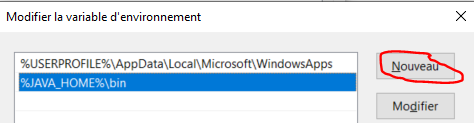 Modifier la variable d'environnement
%USERPROFILE%\AppData\Local\Microsoft\WindowsApps
Nouveau
%JAVA_HOME%\bin
Modifier